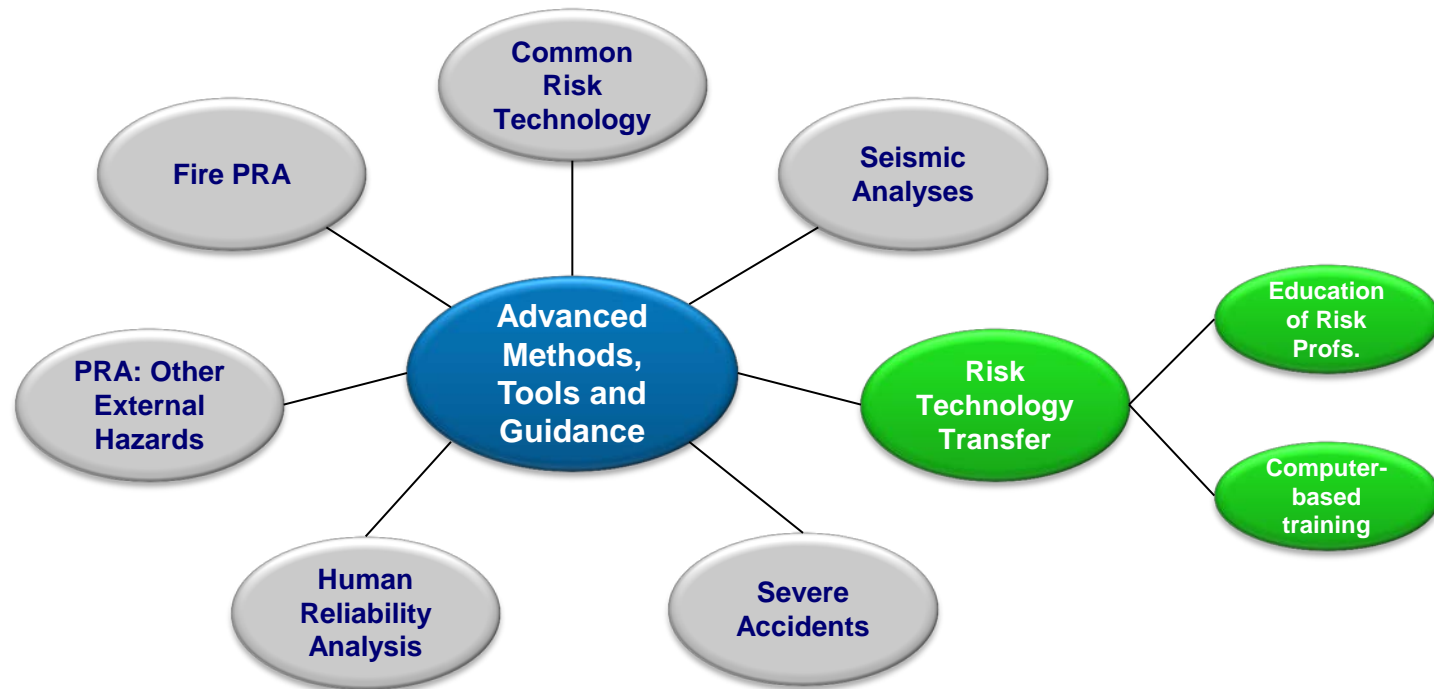 Common
Risk
Technology
Fire PRA
Seismic
Analyses
Advanced
Methods,
Tools and
Guidance
Education
of Risk
Profs.
PRA: Other
External
Hazards
Risk
Technology
Transfer
Computer-
based
training
Human
Reliability
Analysis
Severe
Accidents